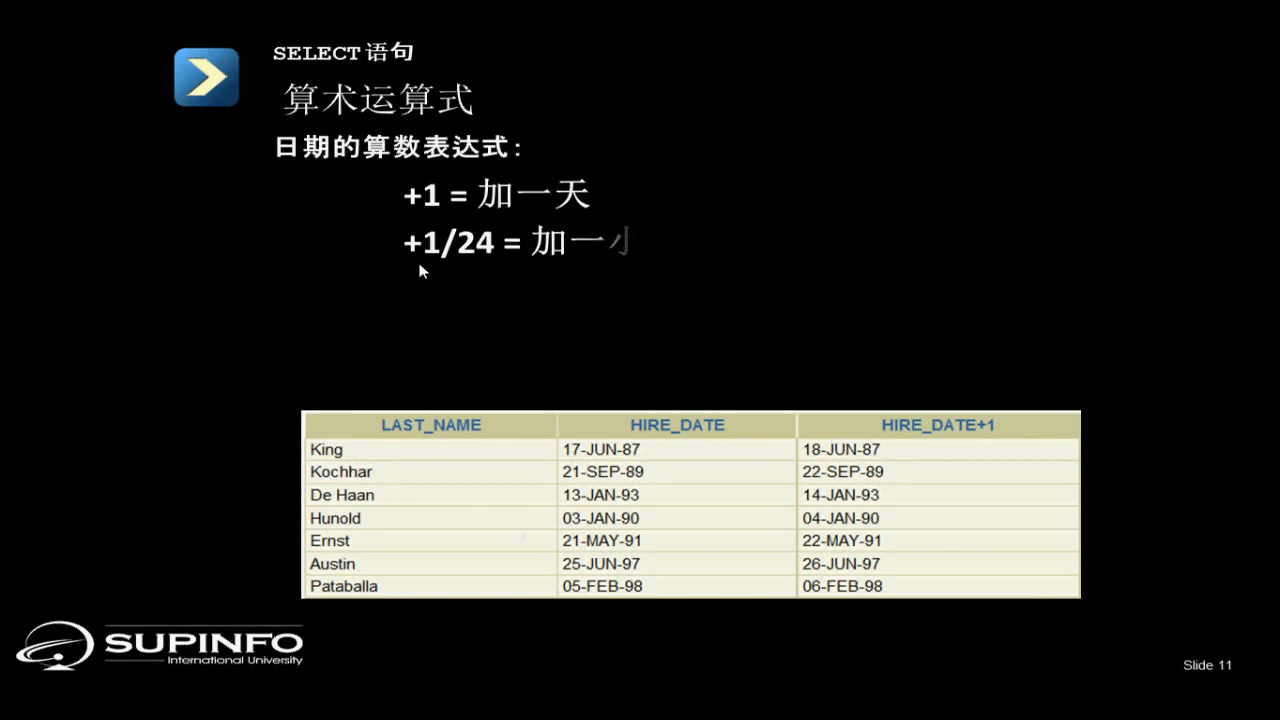 SELECT 语句
算术运算式
日期的算数表达式:
+1 = 加一天
+1/24 = 加一小
LAST_NAME HIRE_DATE HIRE_DATE+1
King 17-JUN-87 18-JUN-87
Kochhar 21-SEP-89 22-SEP-89
De Haan 13-JAN-93 14-JAN-93
Hunold 03-JAN-90 04-JAN-90
Ernst 21-MAY-91 22-MAY-91
Austin 25-JUN-97 26-JUN-97
Pataballa 05-FEB-98 06-FEB-98
SUPINFO
International University
Slide 11